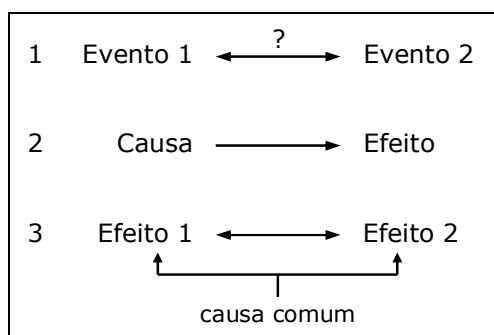 ?
1 Evento 1 Evento 2
2 Causa Efeito
3 Efeito 1 Efeito 2
causa comum